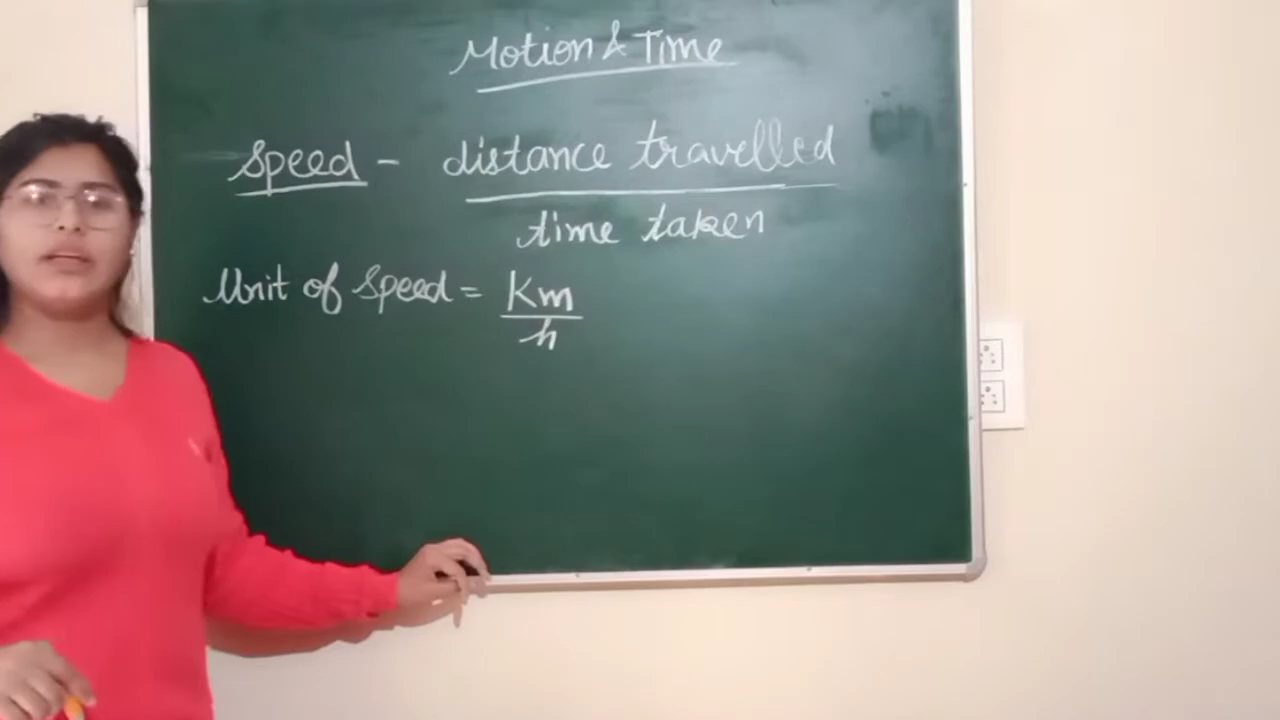 Motion & Time
Speed - distance travelled
time taken
Unit of Speed = Km
h